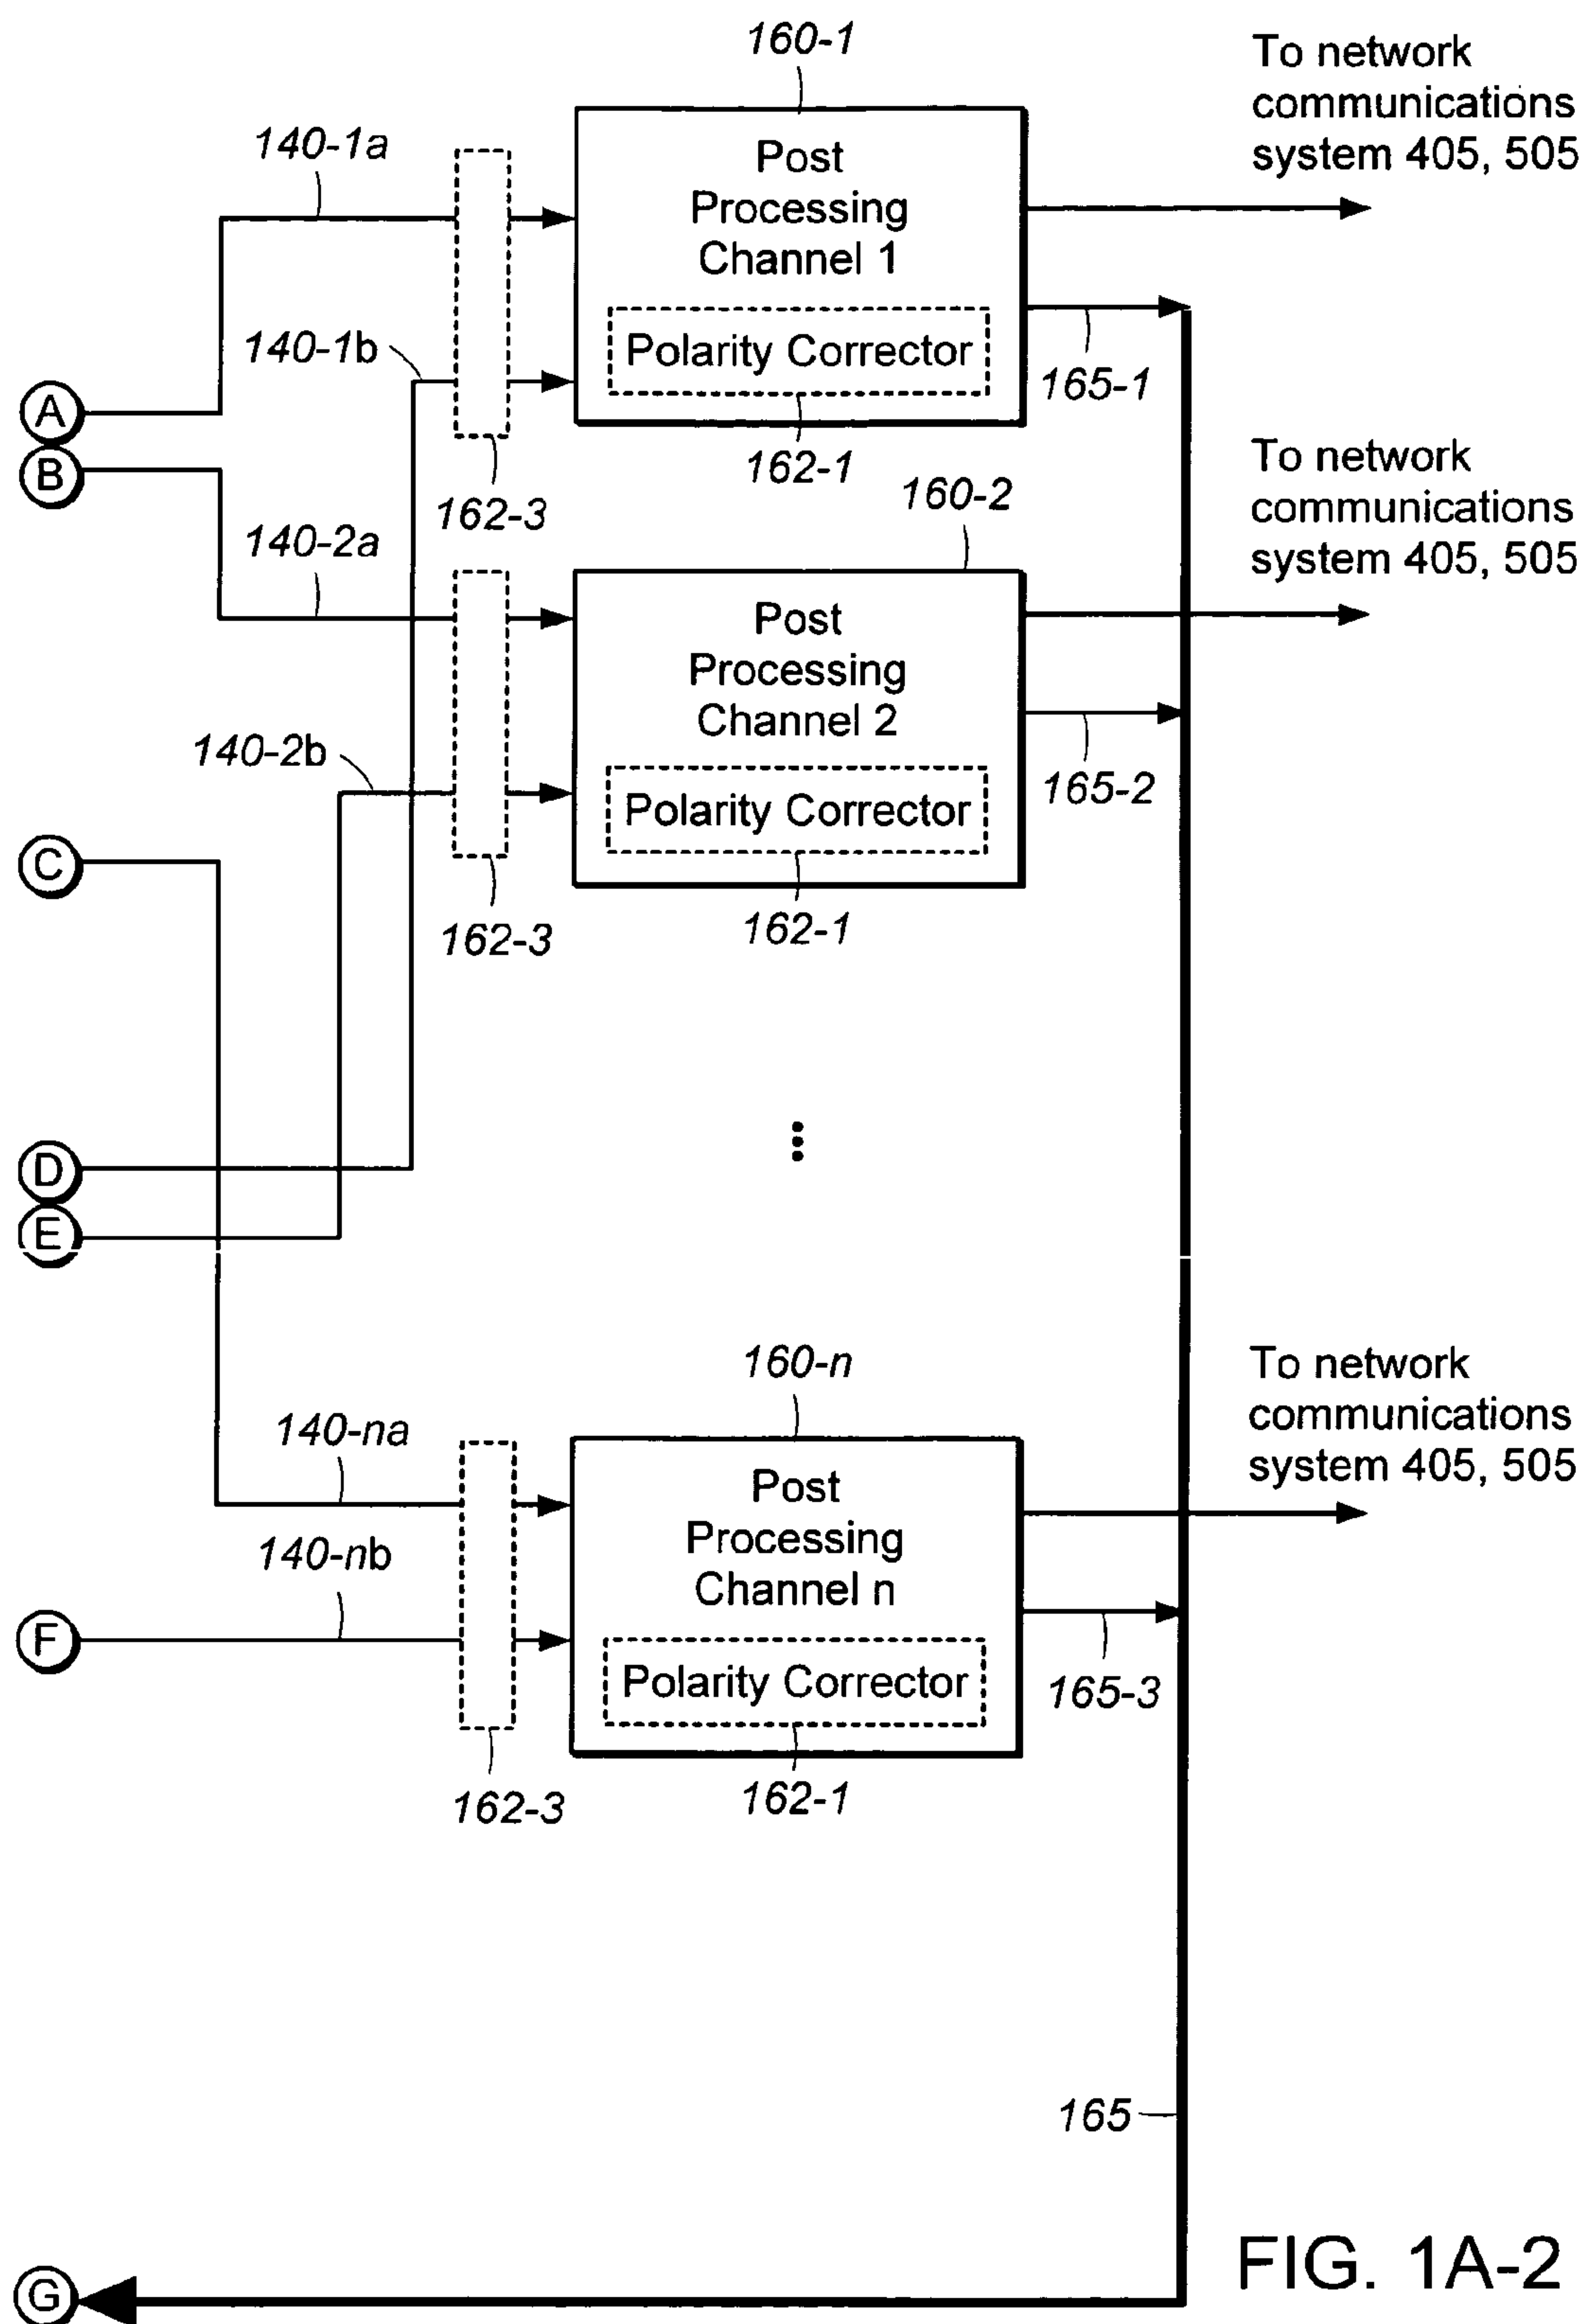 160-1
To network
communications
system 405, 505
140-1a
Post
Processing
Channel 1
140-1b
Polarity Corrector
165-1
A
B
162-3
162-1
160-2
To network
communications
system 405, 505
140-2a
Post
Processing
Channel 2
140-2b
Polarity Corrector
165-2
C
162-3
162-1
D
E
160-n
To network
communications
system 405, 505
140-na
Post
Processing
Channel n
140-nb
F
Polarity Corrector
165-3
162-3
162-1
165
G
FIG. 1A-2